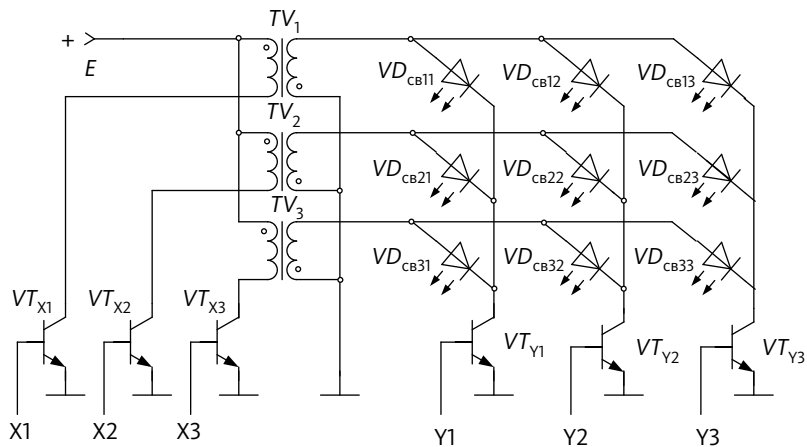 TV1
+
E
VDсв11
VDсв12
VDсв13
TV2
VDсв21
VDсв22
VDсв23
TV3
VDсв31
VDсв32
VDсв33
VTX1
VTX2
VTX3
VTY1
VTY2
VTY3
X1
X2
X3
Y1
Y2
Y3